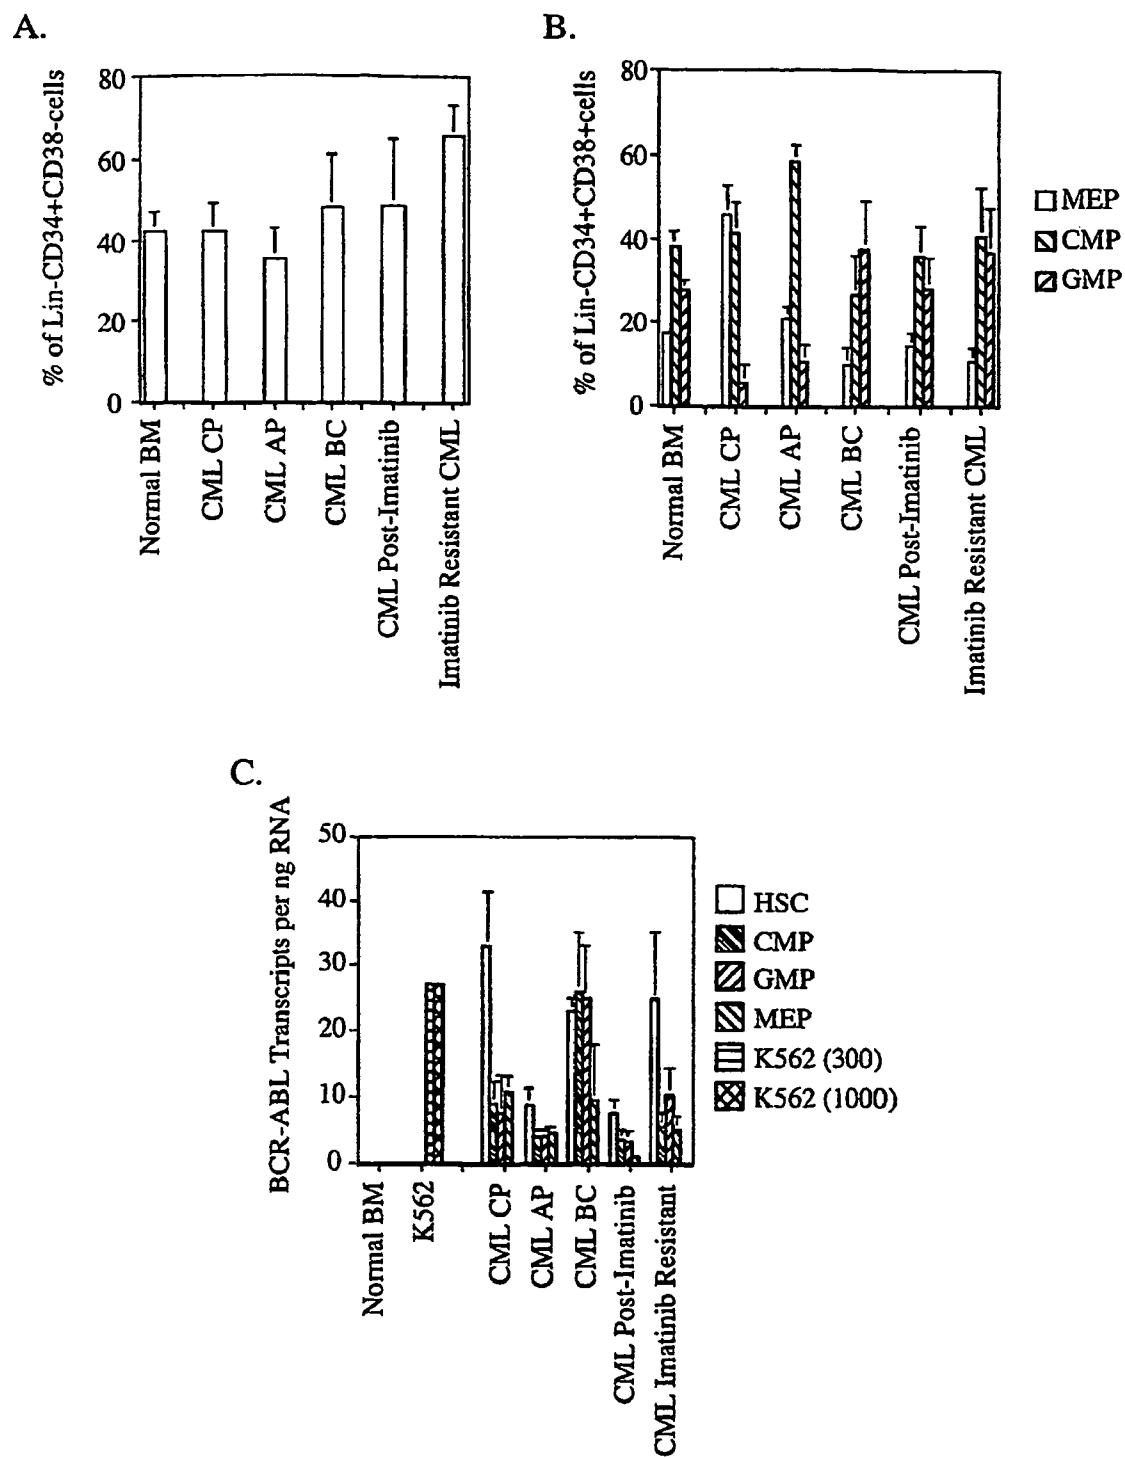 A.
% of Lin-CD34+CD38-cells
80
60
40
20
0
Normal BM
CML CP
CML AP
CML BC
CML Post-Imatinib
Imatinib Resistant CML
B.
% of Lin-CD34+CD38+cells
80
60
40
20
0
Normal BM
CML CP
CML AP
CML BC
CML Post-Imatinib
Imatinib Resistant CML
MEP
CMP
GMP
C.
BCR-ABL Transcripts per ng RNA
50
40
30
20
10
0
Normal BM
K562
CML CP
CML AP
CML BC
CML Post-Imatinib
CML Imatinib Resistant
HSC
CMP
GMP
MEP
K562 (300)
K562 (1000)